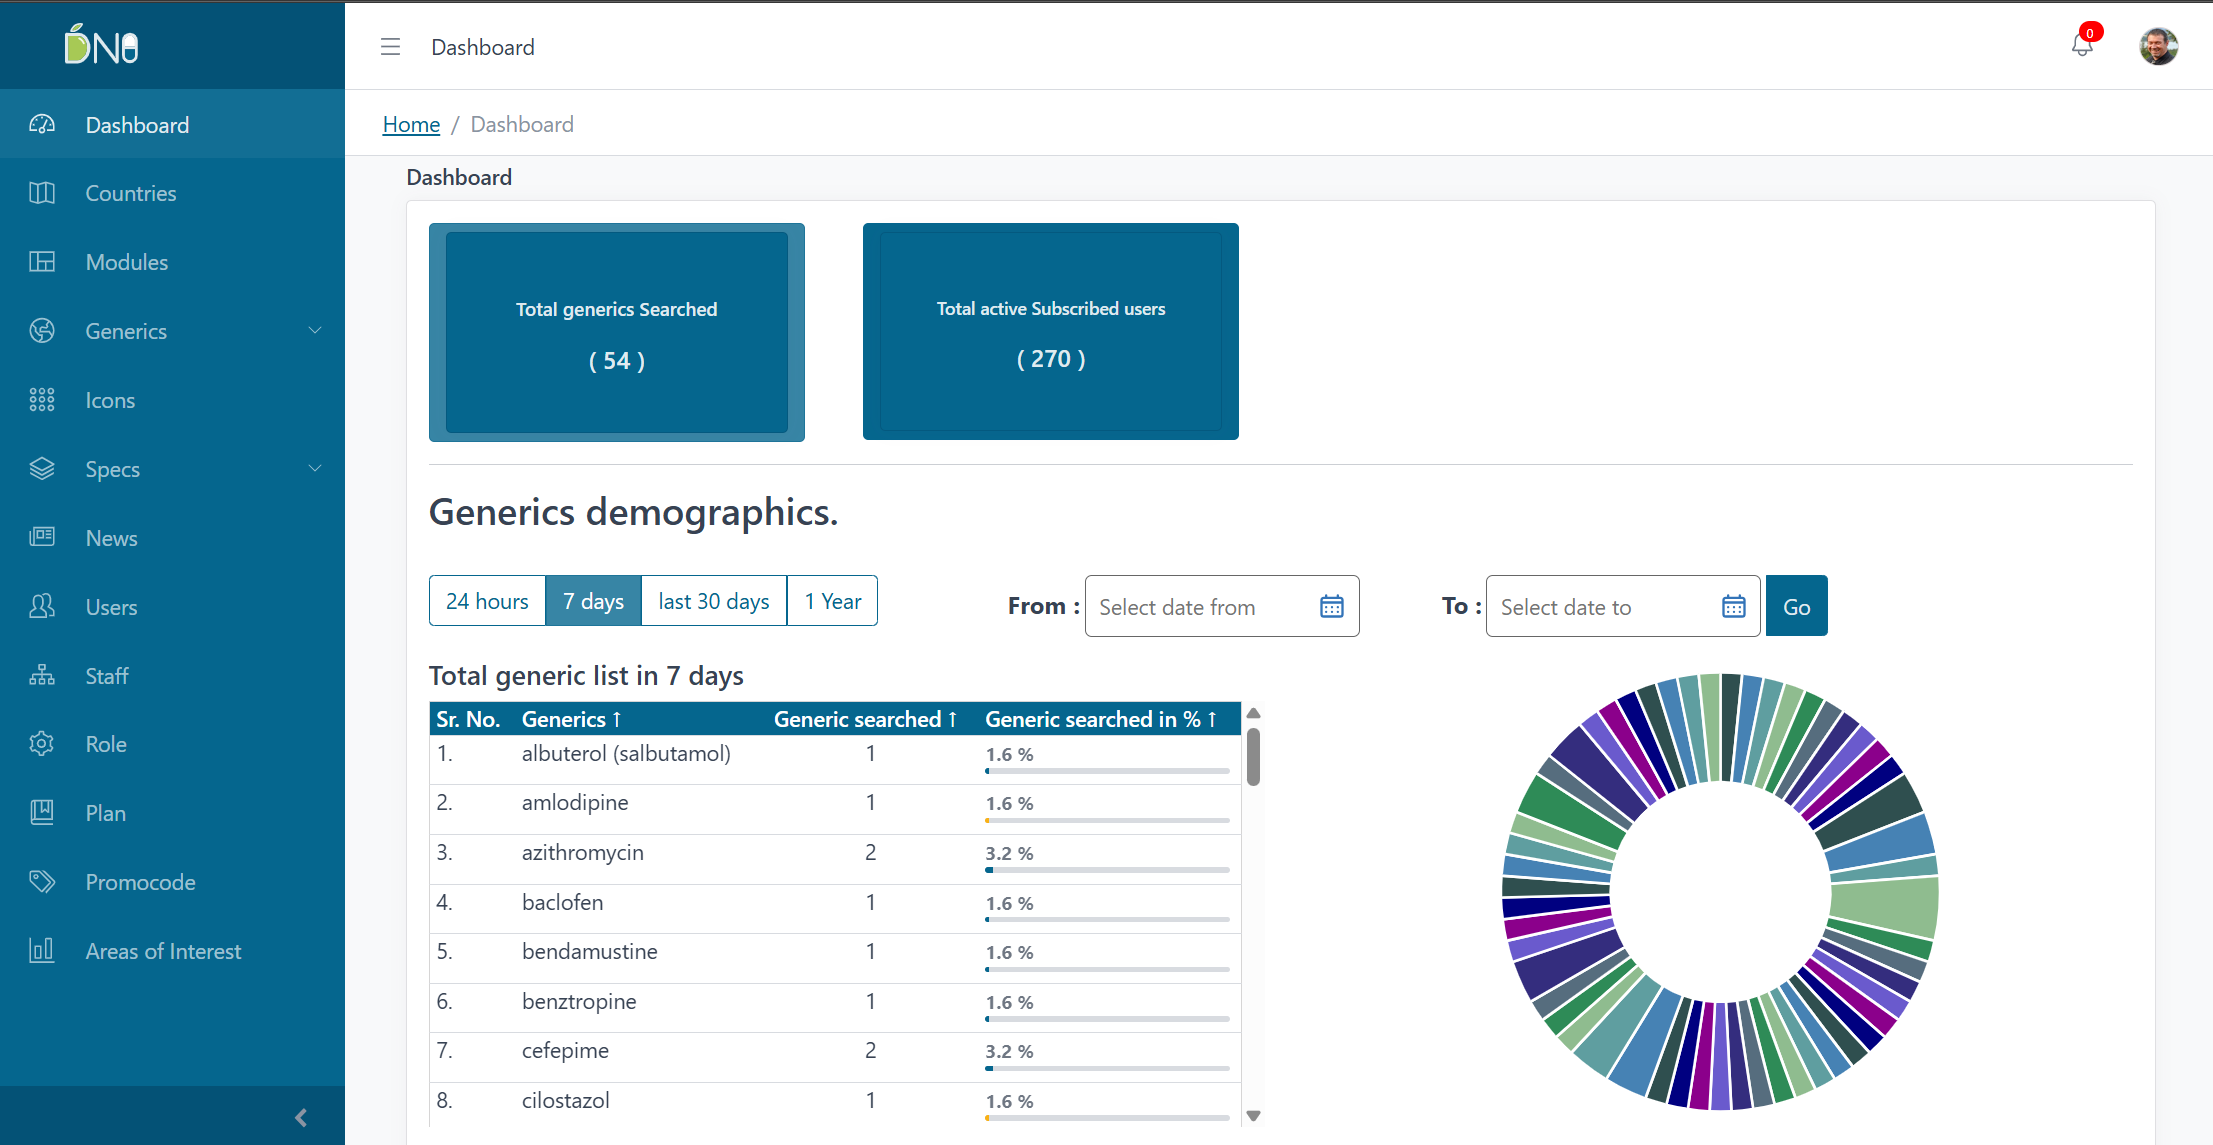 DNO
Dashboard
0
Home / Dashboard
Dashboard
Countries
Modules
Generics
Icons
Specs
News
Users
Staff
Role
Plan
Promocode
Areas of Interest
Dashboard
Total generics Searched
( 54 )
Total active Subscribed users
( 270 )
Generics demographics.
24 hours 7 days last 30 days 1 Year
From : Select date from
To : Select date to Go
Total generic list in 7 days
Sr. No. Generics ↑ Generic searched ↑ Generic searched in % ↑
1. albuterol (salbutamol) 1 1.6 %
2. amlodipine 1 1.6 %
3. azithromycin 2 3.2 %
4. baclofen 1 1.6 %
5. bendamustine 1 1.6 %
6. benztropine 1 1.6 %
7. cefepime 2 3.2 %
8. cilostazol 1 1.6 %